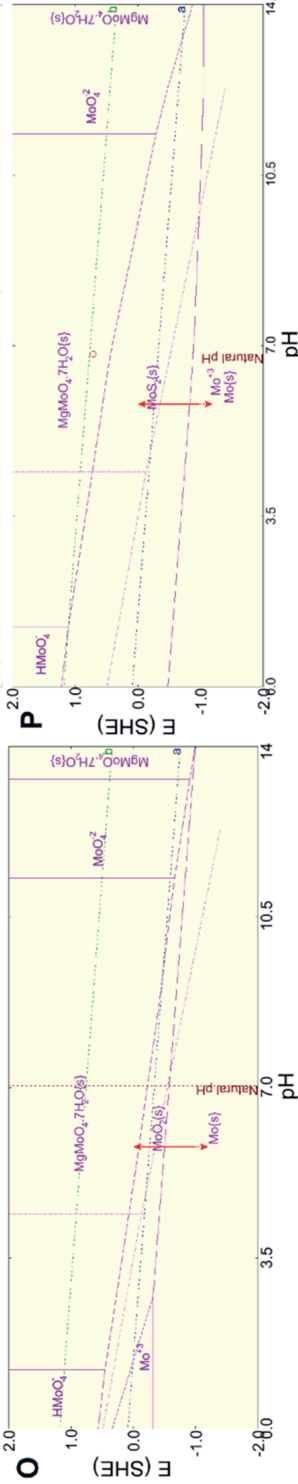 O
E (SHE)
2.0
1.0
0.0
-1.0
-2.0
HMoO₄⁻
MgMoO₄.7H₂O{s}
MoO₄⁻²
MgMoO₄.7H₂O{s}
b
a
Mo⁺³
MoO₂{s}
Mo{s}
Natural pH
0.0
3.5
7.0
10.5
14
pH
P
E (SHE)
2.0
1.0
0.0
-1.0
-2.0
HMoO₄⁻
MgMoO₄.7H₂O{s}
MoO₄⁻²
MgMoO₄.7H₂O{s}
b
a
MoS₂{s}
Mo⁺³
Mo{s}
Natural pH
0.0
3.5
7.0
10.5
14
pH